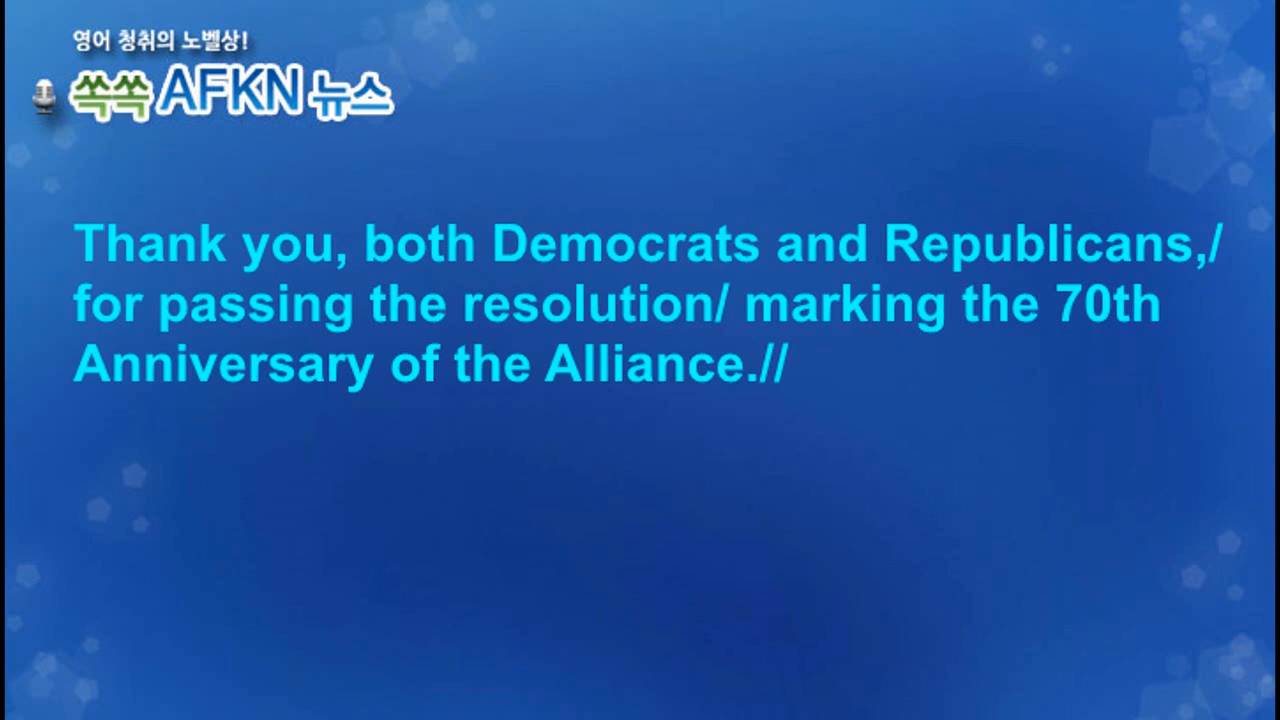 영어 청취의 노벨상!
쏙쏙 AFKN 뉴스
Thank you, both Democrats and Republicans,/
for passing the resolution/ marking the 70th
Anniversary of the Alliance.//